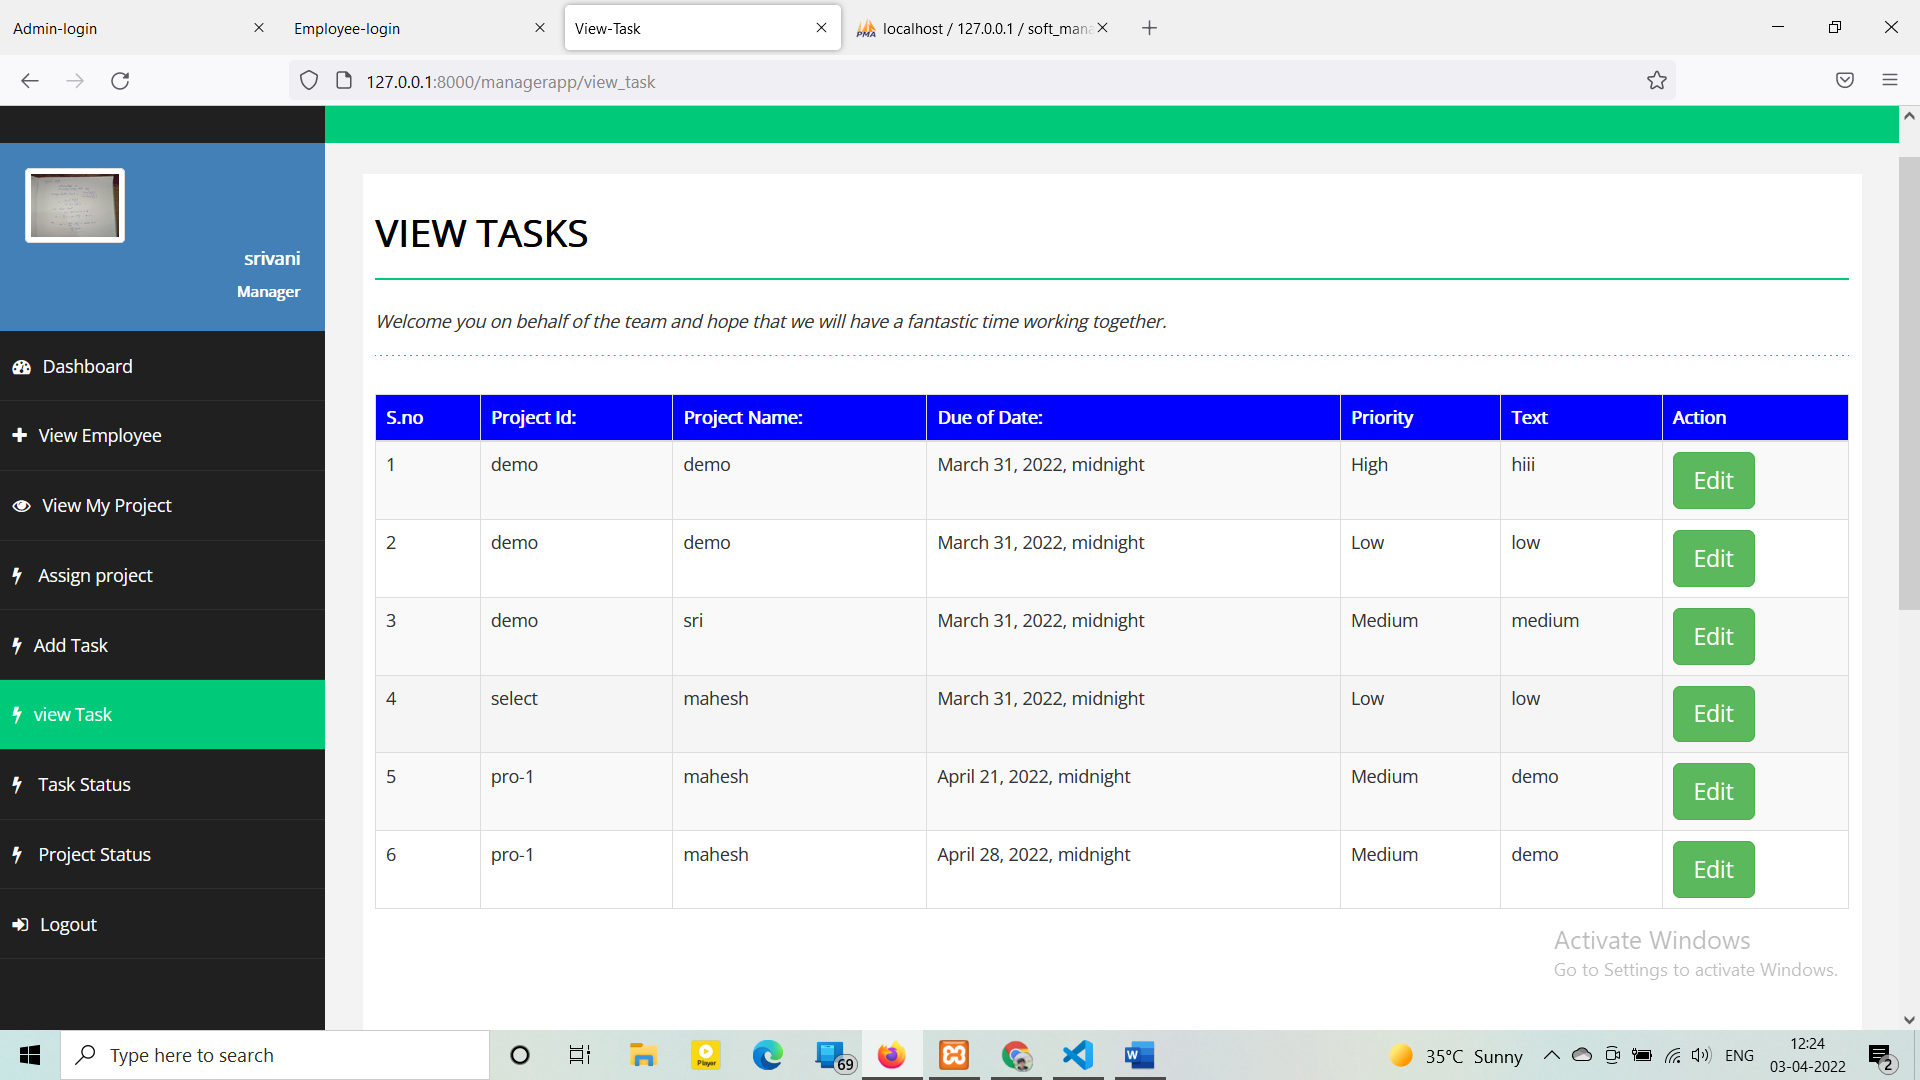 Admin-login
Employee-login
View-Task
localhost / 127.0.0.1 / soft_mana
127.0.0.1:8000/managerapp/view_task
srivani
Manager
Dashboard
View Employee
View My Project
Assign project
Add Task
view Task
Task Status
Project Status
Logout
VIEW TASKS
Welcome you on behalf of the team and hope that we will have a fantastic time working together.
S.no Project Id: Project Name: Due of Date: Priority Text Action
1 demo demo March 31, 2022, midnight High hiii Edit
2 demo demo March 31, 2022, midnight Low low Edit
3 demo sri March 31, 2022, midnight Medium medium Edit
4 select mahesh March 31, 2022, midnight Low low Edit
5 pro-1 mahesh April 21, 2022, midnight Medium demo Edit
6 pro-1 mahesh April 28, 2022, midnight Medium demo Edit
Activate Windows
Go to Settings to activate Windows.
Type here to search
Player
69
35°C Sunny
ENG
12:24
03-04-2022
2